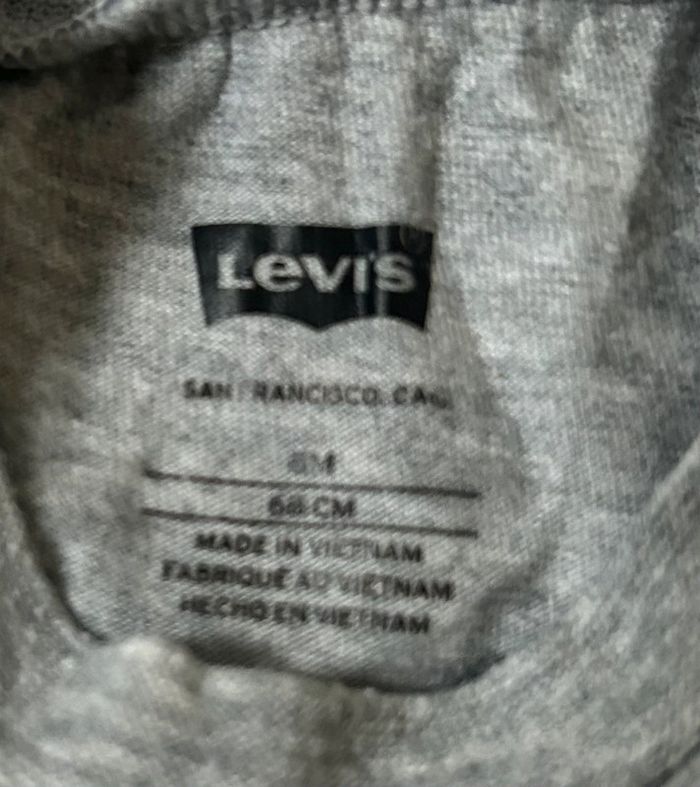 Levi's
SAN FRANCISCO, CAL.
6M
68 CM
MADE IN VIETNAM
FABRIQUÉ AU VIETNAM
HECHO EN VIETNAM